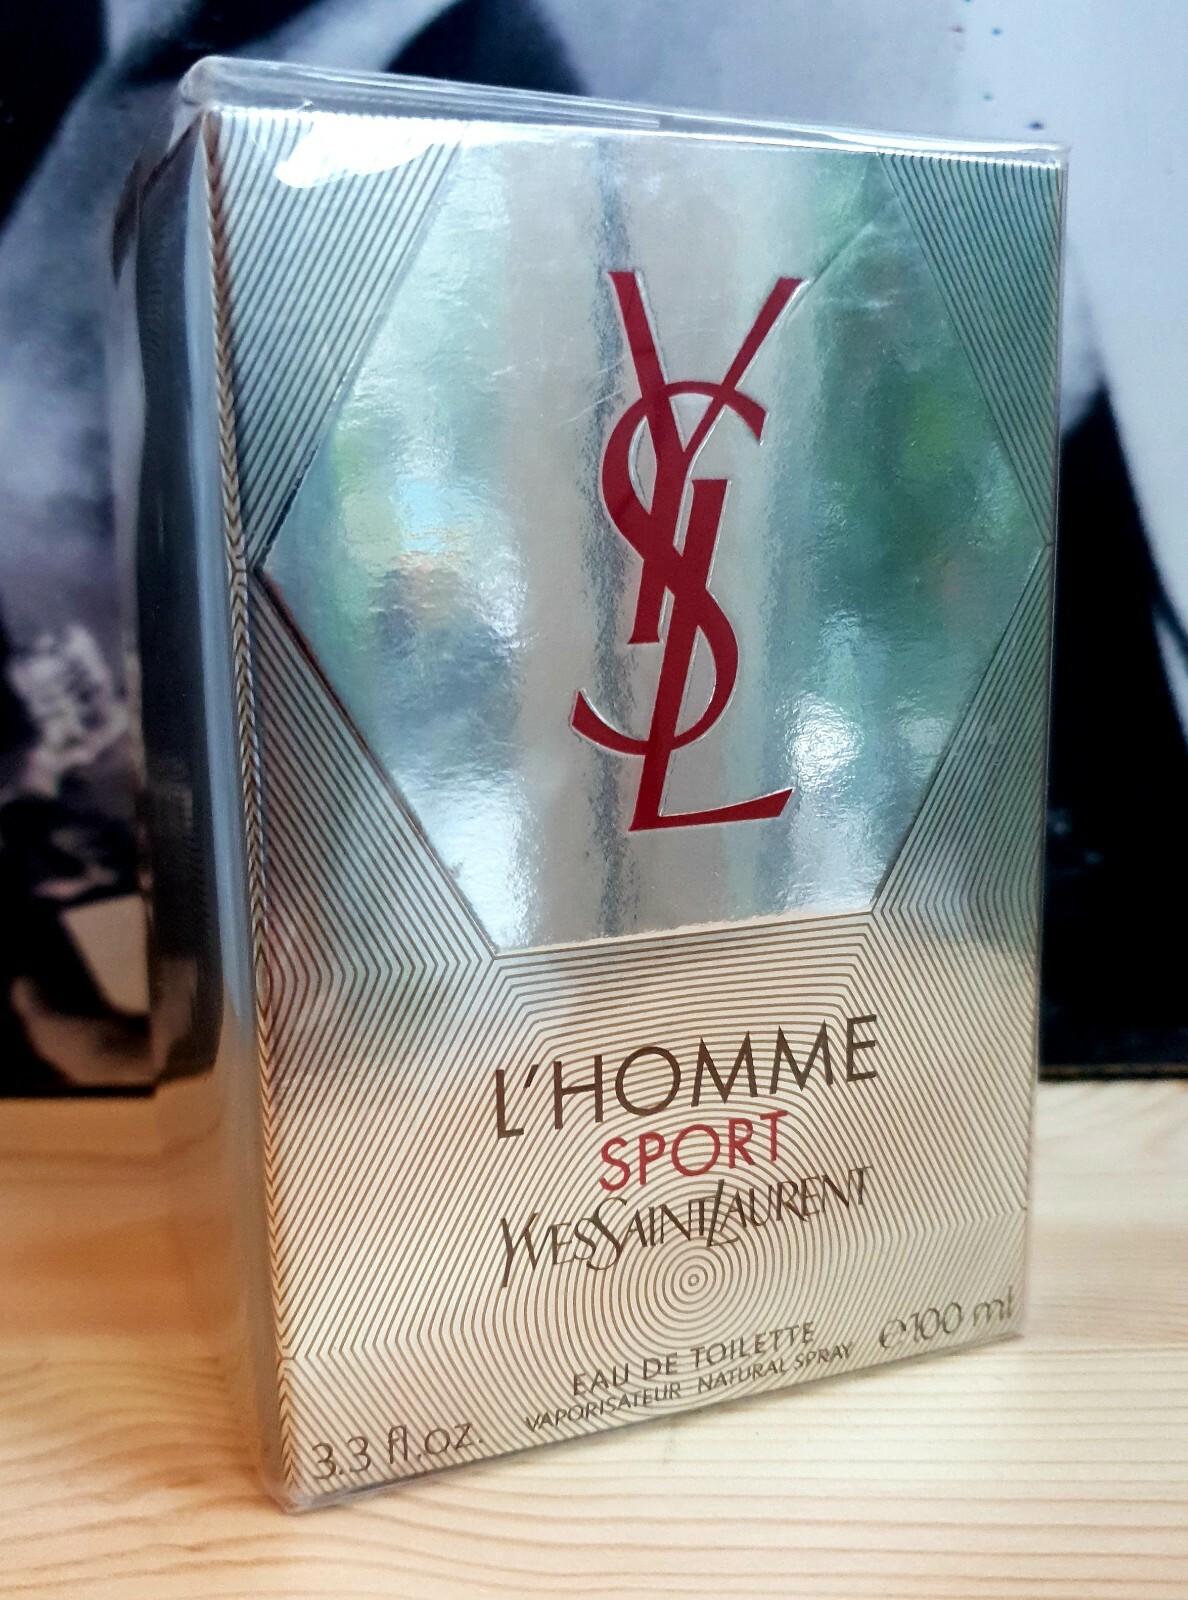 YSL
L'HOMME
SPORT
YVESSAINTLAURENT
EAU DE TOILETTE
VAPORISATEUR NATURAL SPRAY
3.3 fl.oz. ℮100 ml